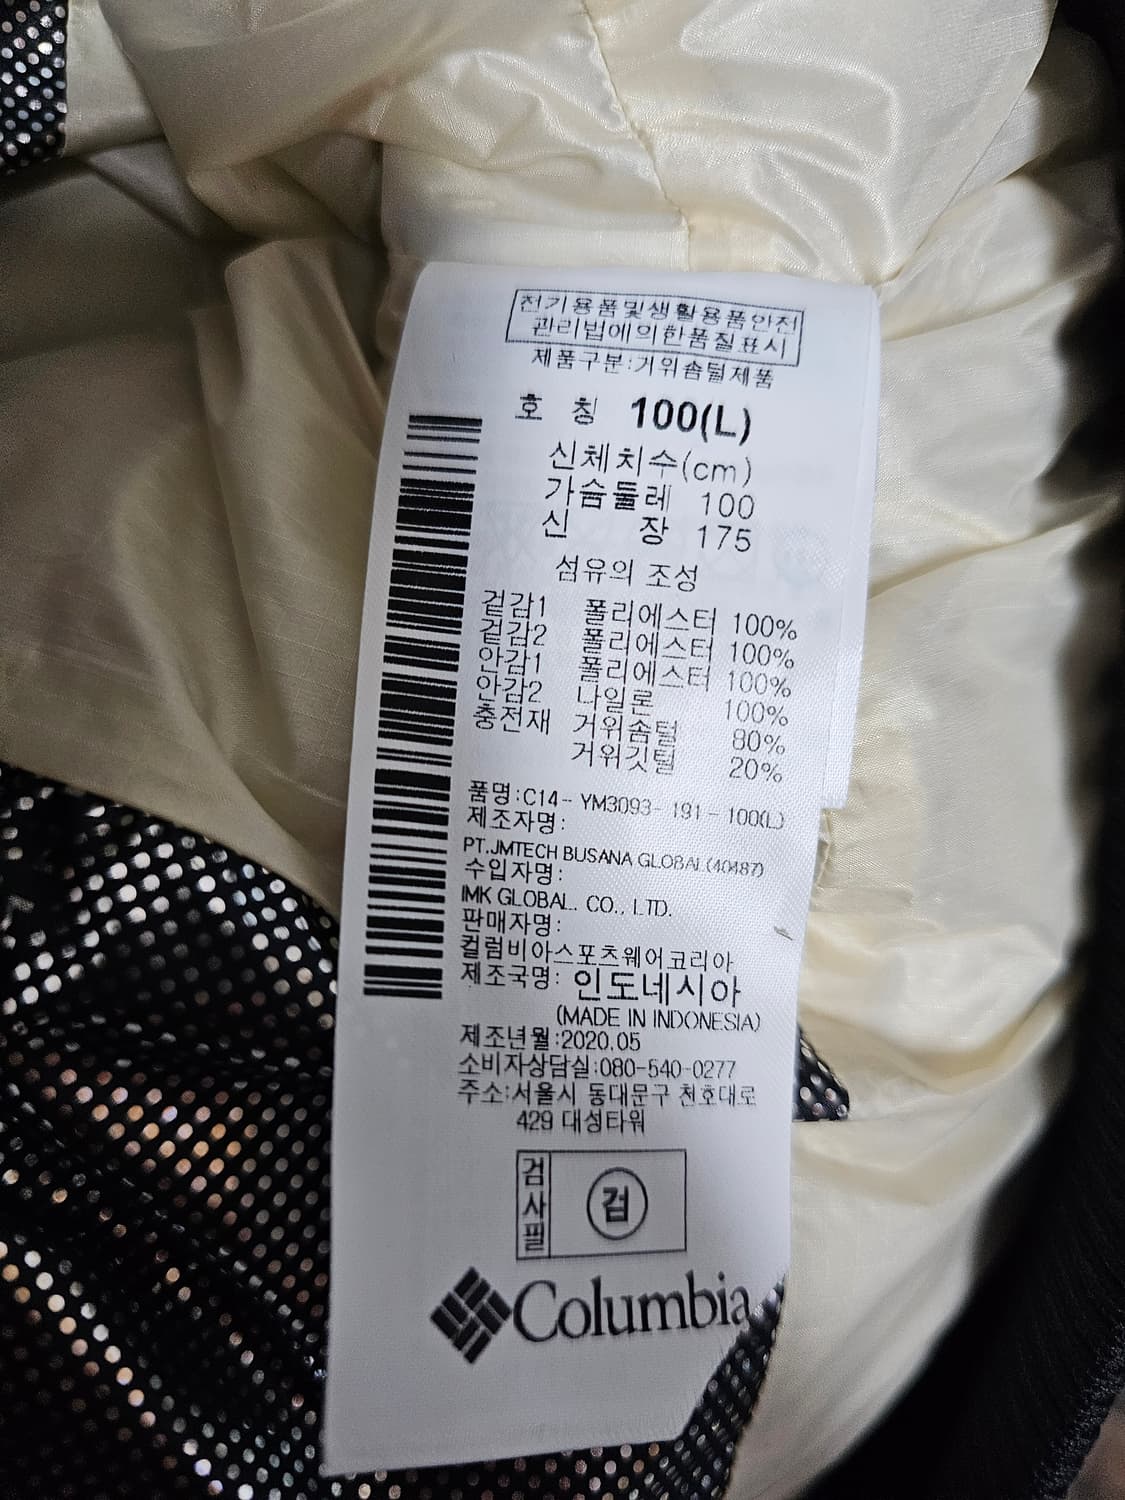 전기용품및생활용품안전
관리법에의한품질표시
제품구분:거위솜털제품
호 칭 100(L)
신체치수(cm)
가슴둘레 100
신 장 175
섬유의 조성
겉감1 폴리에스터 100%
겉감2 폴리에스터 100%
안감1 폴리에스터 100%
안감2 나일론 100%
충전재 거위솜털 80%
거위깃털 20%
품명:C14- YM3093- 191 - 100(L)
제조자명:
PT.JMTECH BUSANA GLOBAL(40487)
수입자명:
IMK GLOBAL. CO., LTD.
판매자명:
컬럼비아스포츠웨어코리아
제조국명: 인도네시아
(MADE IN INDONESIA)
제조년월:2020.05
소비자상담실:080-540-0277
주소:서울시 동대문구 천호대로
429 대성타워
검사필 검
Columbia